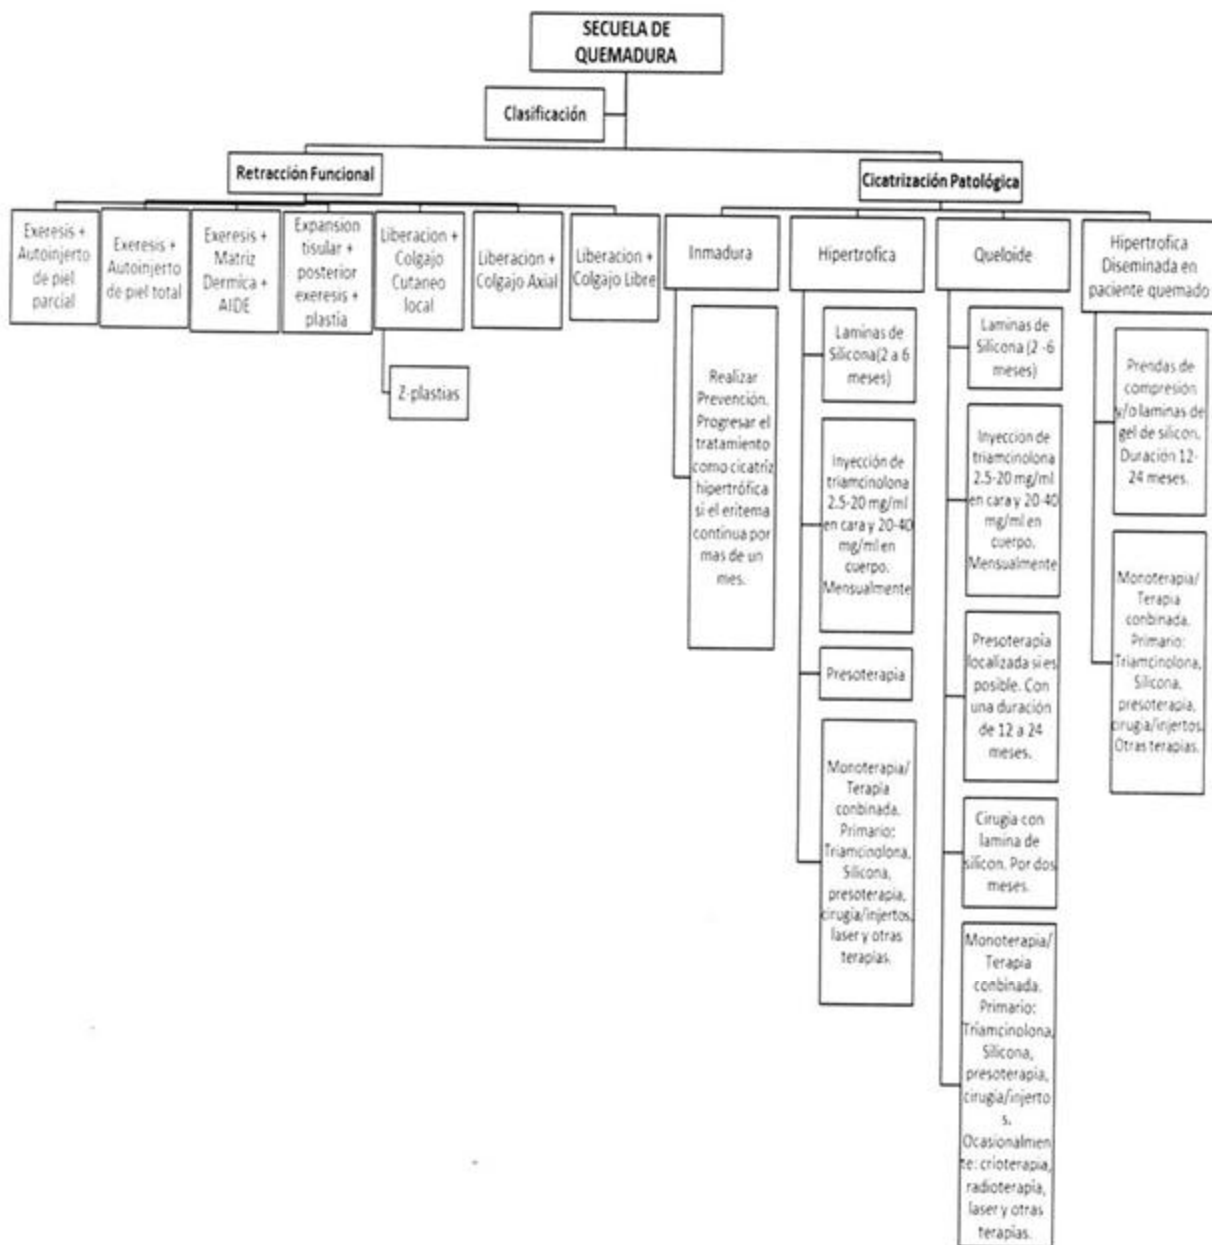 SECUELA DE
QUEMADURA
Clasificación
Retracción Funcional
Cicatrización Patológica
Exeresis +
Autoinjerto
de piel
parcial
Exeresis +
Autoinjerto
de piel total
Exeresis +
Matriz
Dermica +
AIDE
Expansion
tisular +
posterior
exeresis +
plastia
Liberacion +
Colgajo
Cutaneo
local
Z-plastias
Liberacion +
Colgajo Axial
Liberacion +
Colgajo Libre
Inmadura
Realizar
Prevención.
Progresar el
tratamiento
como cicatriz
hipertrófica
si el eritema
continua por
mas de un
mes.
Hipertrofica
Laminas de
Silicona(2 a 6
meses)
Inyección de
triamcinolona
2.5-20 mg/ml
en cara y 20-40
mg/ml en
cuerpo.
Mensualmente
Presoterapia
Monoterapia/
Terapia
conbinada.
Primario:
Triamcinolona,
Silicona,
presoterapia,
cirugia/injertos,
laser y otras
terapias.
Queloide
Laminas de
Silicona (2 -6
meses)
Inyeccion de
triamcinolona
2.5-20 mg/ml
en cara y 20-40
mg/ml en
cuerpo.
Mensualmente
Presoterapia
localizada si es
posible. Con
una duración
de 12 a 24
meses.
Cirugia con
lamina de
silicon. Por dos
meses.
Monoterapia/
Terapia
conbinada.
Primario:
Triamcinolona,
Silicona,
presoterapia,
cirugia/injerto
s.
Ocasionalmen
te: crioterapia,
radioterapia,
laser y otras
terapias.
Hipertrofica
Diseminada en
paciente quemado
Prendas de
compresión
y/o laminas de
gel de silicon.
Duración 12-
24 meses.
Monoterapia/
Terapia
conbinada.
Primario:
Triamcinolona,
Silicona,
presoterapia,
cirugia/injertos.
Otras terapias.